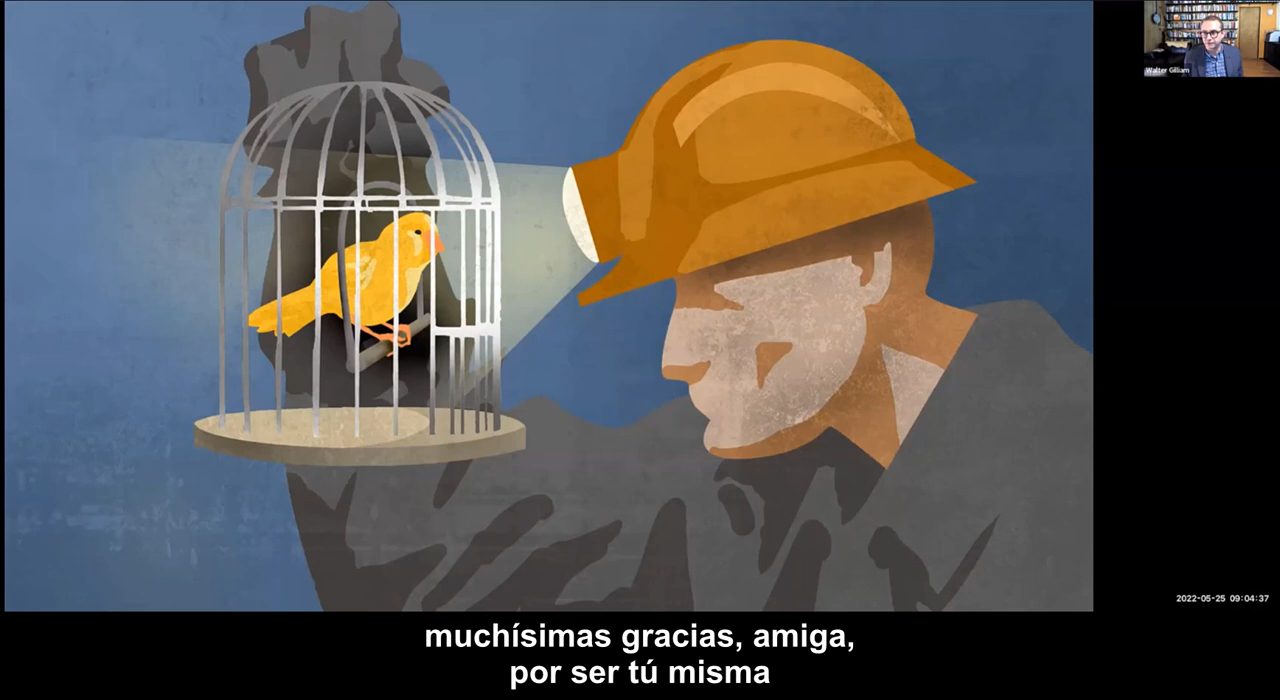 Walter Gilliam
2022-05-25 09:04:37
muchísimas gracias, amiga,
por ser tú misma